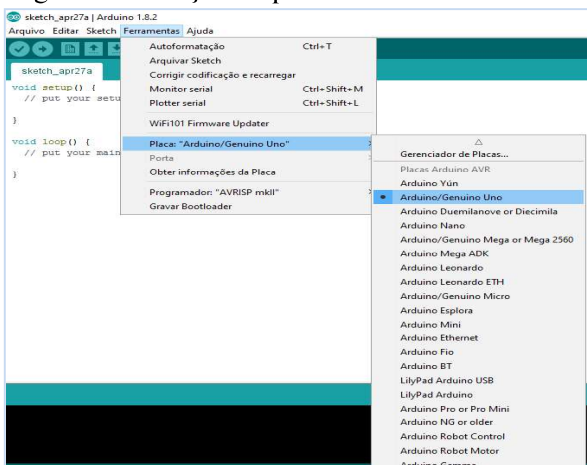 sketch_apr27a | Arduino 1.8.2
Arquivo Editar Sketch Ferramentas Ajuda
sketch_apr27a
void setup() {
// put your setu
}
void loop() {
// put your main
}
Autoformatação Ctrl+T
Arquivar Sketch
Corrigir codificação e recarregar
Monitor serial Ctrl+Shift+M
Plotter serial Ctrl+Shift+L
WiFi101 Firmware Updater
Placa: "Arduino/Genuino Uno"
Porta
Obter informações da Placa
Programador: "AVRISP mkII"
Gravar Bootloader
Gerenciador de Placas...
Placas Arduino AVR
Arduino Yún
Arduino/Genuino Uno
Arduino Duemilanove or Diecimila
Arduino Nano
Arduino/Genuino Mega or Mega 2560
Arduino Mega ADK
Arduino Leonardo
Arduino Leonardo ETH
Arduino/Genuino Micro
Arduino Esplora
Arduino Mini
Arduino Ethernet
Arduino Fio
Arduino BT
LilyPad Arduino USB
LilyPad Arduino
Arduino Pro or Pro Mini
Arduino NG or older
Arduino Robot Control
Arduino Robot Motor